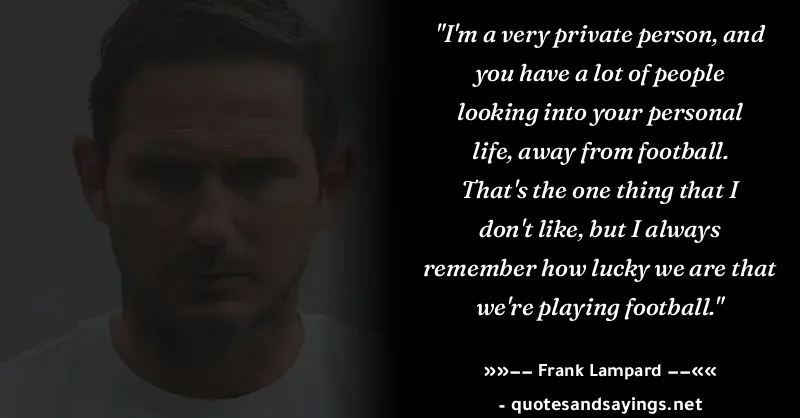 "I'm a very private person, and
you have a lot of people
looking into your personal
life, away from football.
That's the one thing that I
don't like, but I always
remember how lucky we are that
we're playing football."
»»-- Frank Lampard --««
- quotesandsayings.net